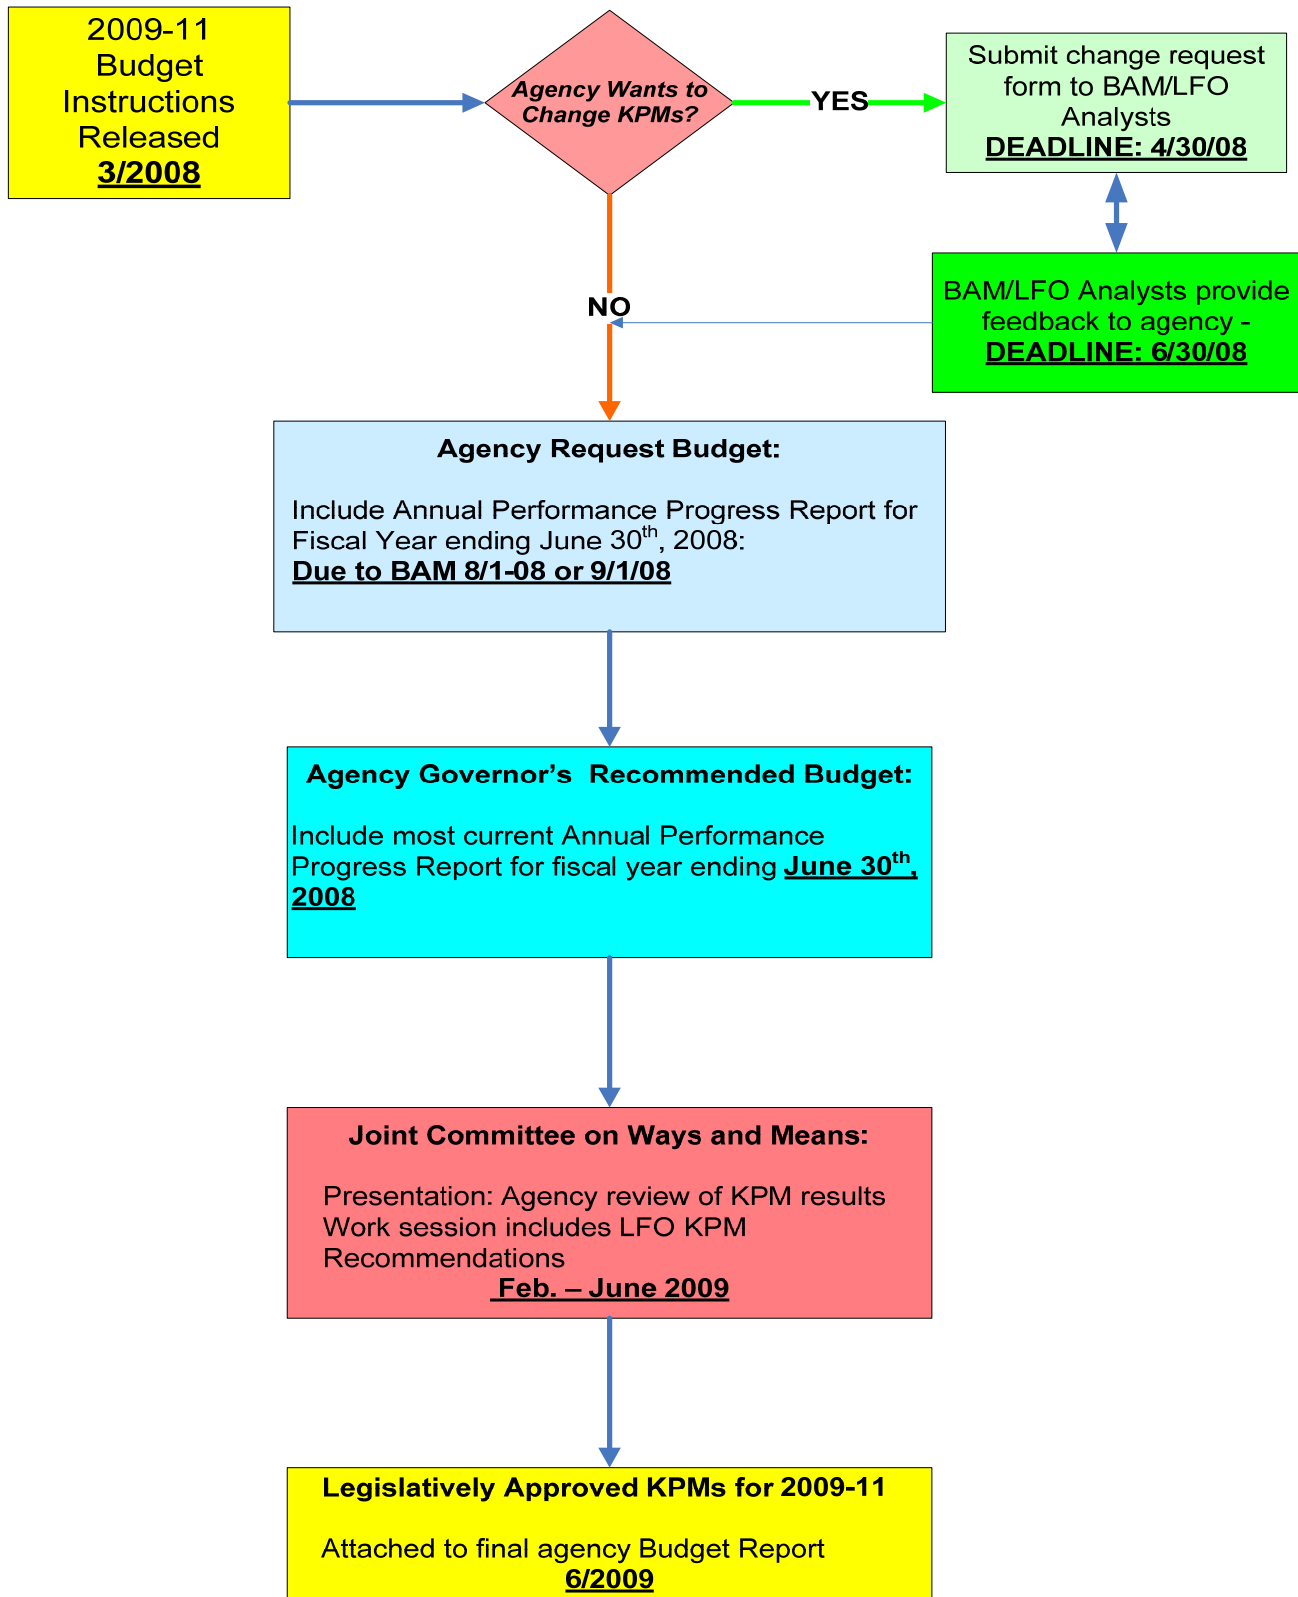 2009-11
Budget
Instructions
Released
3/2008
Agency Wants to
Change KPMs?
YES
Submit change request
form to BAM/LFO
Analysts
DEADLINE: 4/30/08
BAM/LFO Analysts provide
feedback to agency -
DEADLINE: 6/30/08
NO
Agency Request Budget:
Include Annual Performance Progress Report for
Fiscal Year ending June 30th, 2008:
Due to BAM 8/1-08 or 9/1/08
Agency Governor’s  Recommended Budget:
Include most current Annual Performance
Progress Report for fiscal year ending June 30th,
2008
Joint Committee on Ways and Means:
Presentation: Agency review of KPM results
Work session includes LFO KPM
Recommendations
Feb. – June 2009
Legislatively Approved KPMs for 2009-11
Attached to final agency Budget Report
6/2009